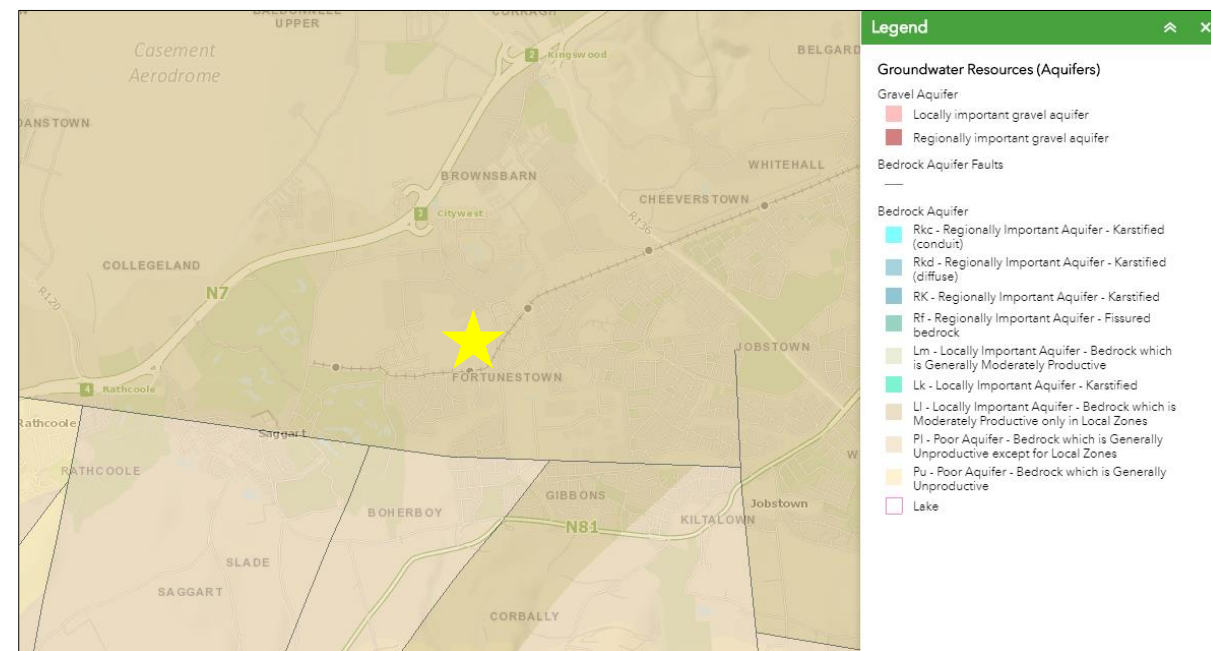 UPPER
Casement
Aerodrome
2
Kingswood
BELGARD
DANSTOWN
WHITEHALL
BROWNSBARN
CHEEVERSTOWN
3
Citywest
R136
COLLEGELAND
R120
N7
JOBSTOWN
4
Rathcoole
FORTUNESTOWN
Rathcoole
Saggart
W
RATHCOOLE
GIBBONS
Jobstown
BOHERBOY
N81
KILTALOWN
SLADE
SAGGART
CORBALLY
Legend
Groundwater Resources (Aquifers)
Gravel Aquifer
Locally important gravel aquifer
Regionally important gravel aquifer
Bedrock Aquifer Faults
Bedrock Aquifer
Rkc - Regionally Important Aquifer - Karstified
(conduit)
Rkd - Regionally Important Aquifer - Karstified
(diffuse)
RK - Regionally Important Aquifer - Karstified
Rf - Regionally Important Aquifer - Fissured
bedrock
Lm - Locally Important Aquifer - Bedrock which
is Generally Moderately Productive
Lk - Locally Important Aquifer - Karstified
Ll - Locally Important Aquifer - Bedrock which is
Moderately Productive only in Local Zones
Pl - Poor Aquifer - Bedrock which is Generally
Unproductive except for Local Zones
Pu - Poor Aquifer - Bedrock which is Generally
Unproductive
Lake